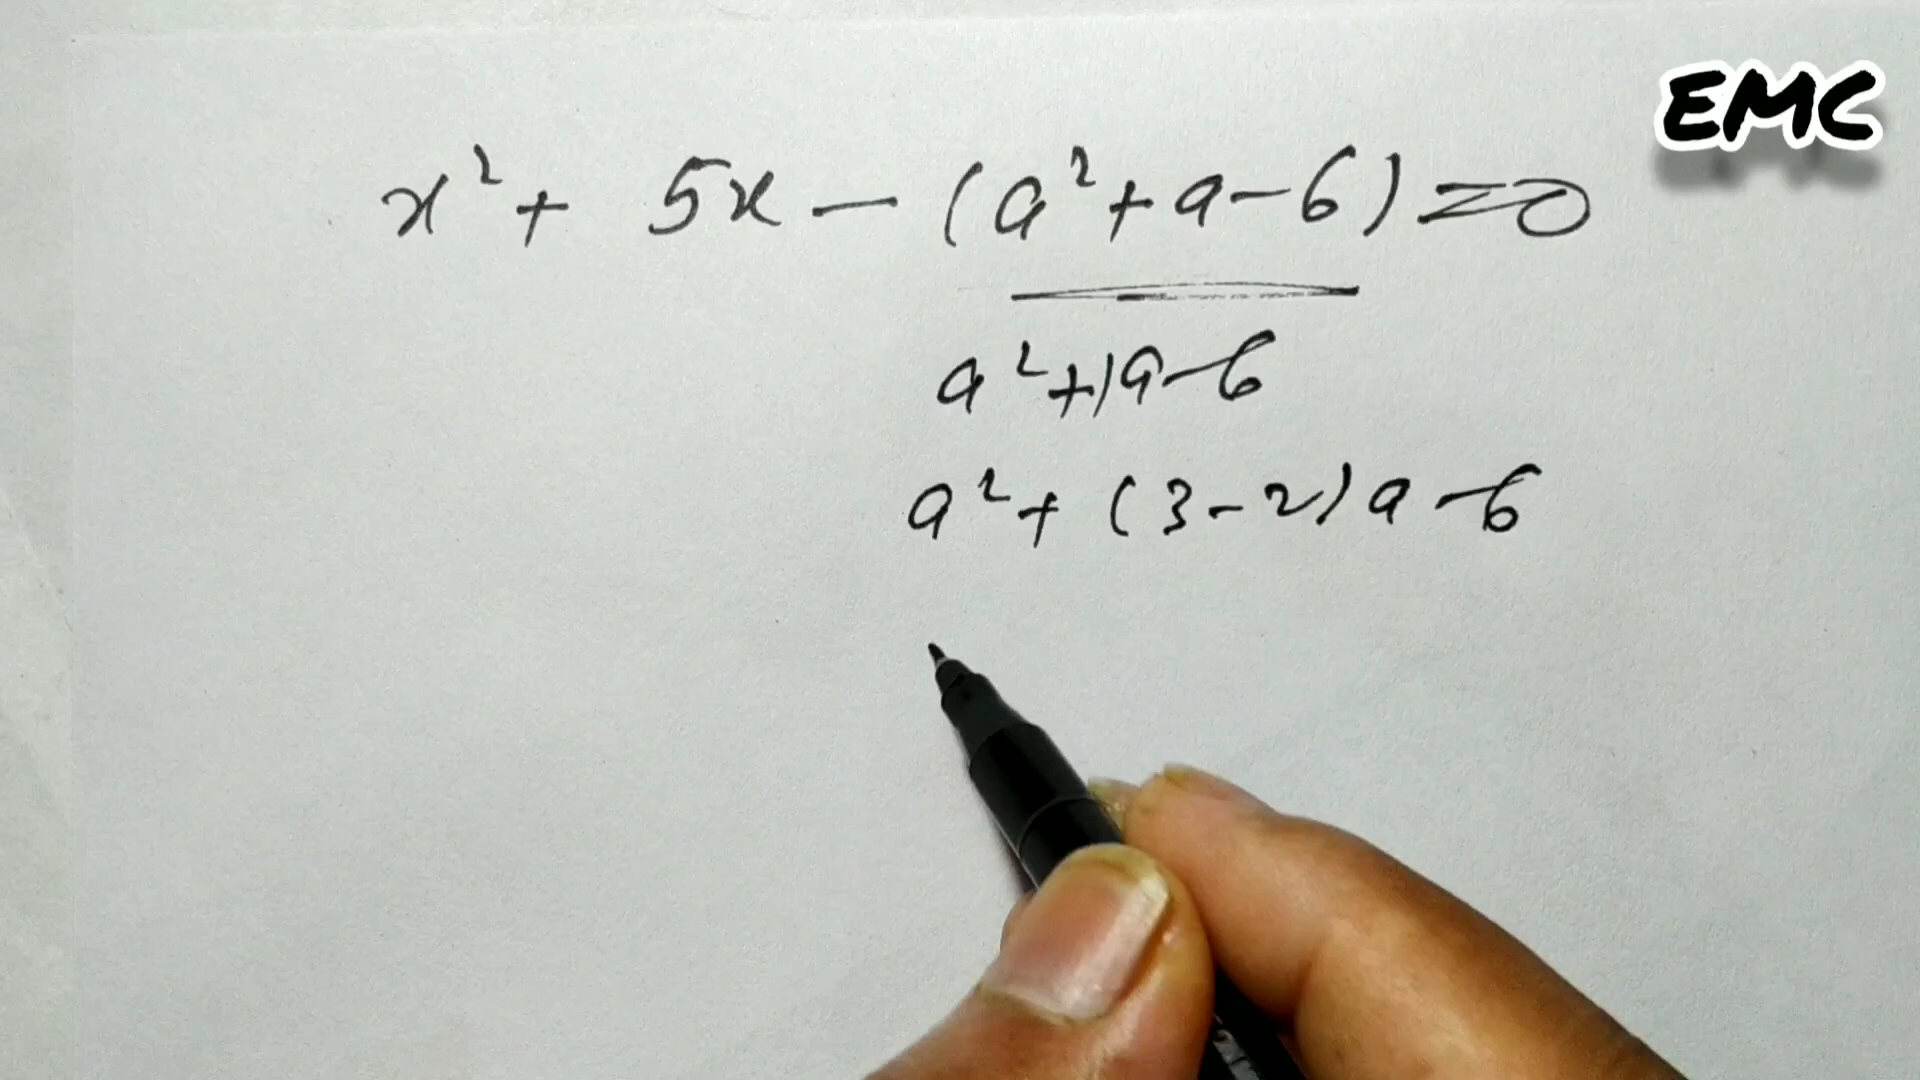 EMC
x² + 5x - (a² + a - 6) = 0
a² + 1a - 6
a² + (3 - 2) a - 6